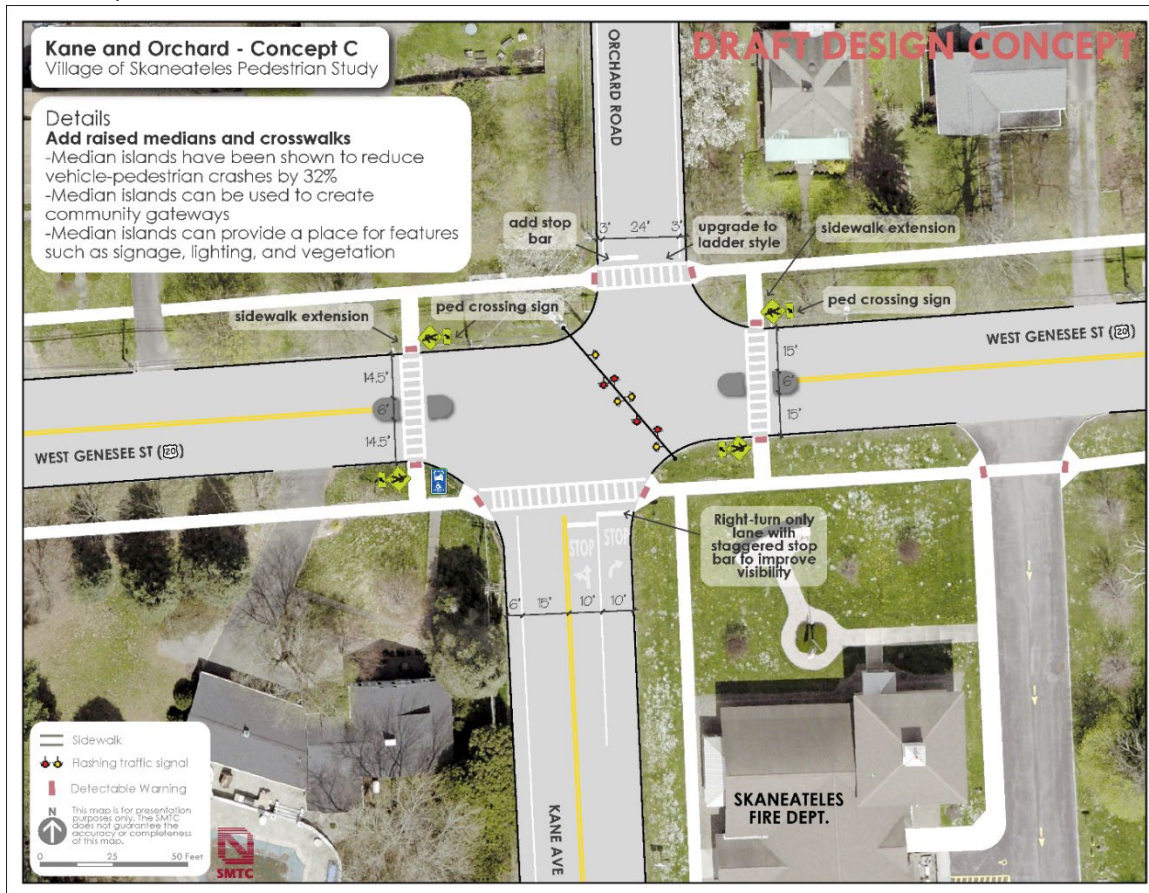 Kane and Orchard - Concept C
Village of Skaneateles Pedestrian Study
DRAFT DESIGN CONCEPT
Details
Add raised medians and crosswalks
-Median islands have been shown to reduce
vehicle-pedestrian crashes by 32%
-Median islands can be used to create
community gateways
-Median islands can provide a place for features
such as signage, lighting, and vegetation
ORCHARD ROAD
add stop
bar
3'
24'
3'
upgrade to
ladder style
sidewalk extension
sidewalk extension
ped crossing sign
ped crossing sign
14.5'
6'
14.5'
15'
6'
15'
WEST GENESEE ST (20)
WEST GENESEE ST (20)
STOP
STOP
Right-turn only
lane with
staggered stop
bar to improve
visibility
6'
15'
10'
10'
KANE AVE
SKANEATELES
FIRE DEPT.
Sidewalk
Flashing traffic signal
Detectable Warning
N
This map is for presentation
purposes only. The SMTC
does not guarantee the
accuracy or completeness
of this map.
0 25 50 Feet
SMTC